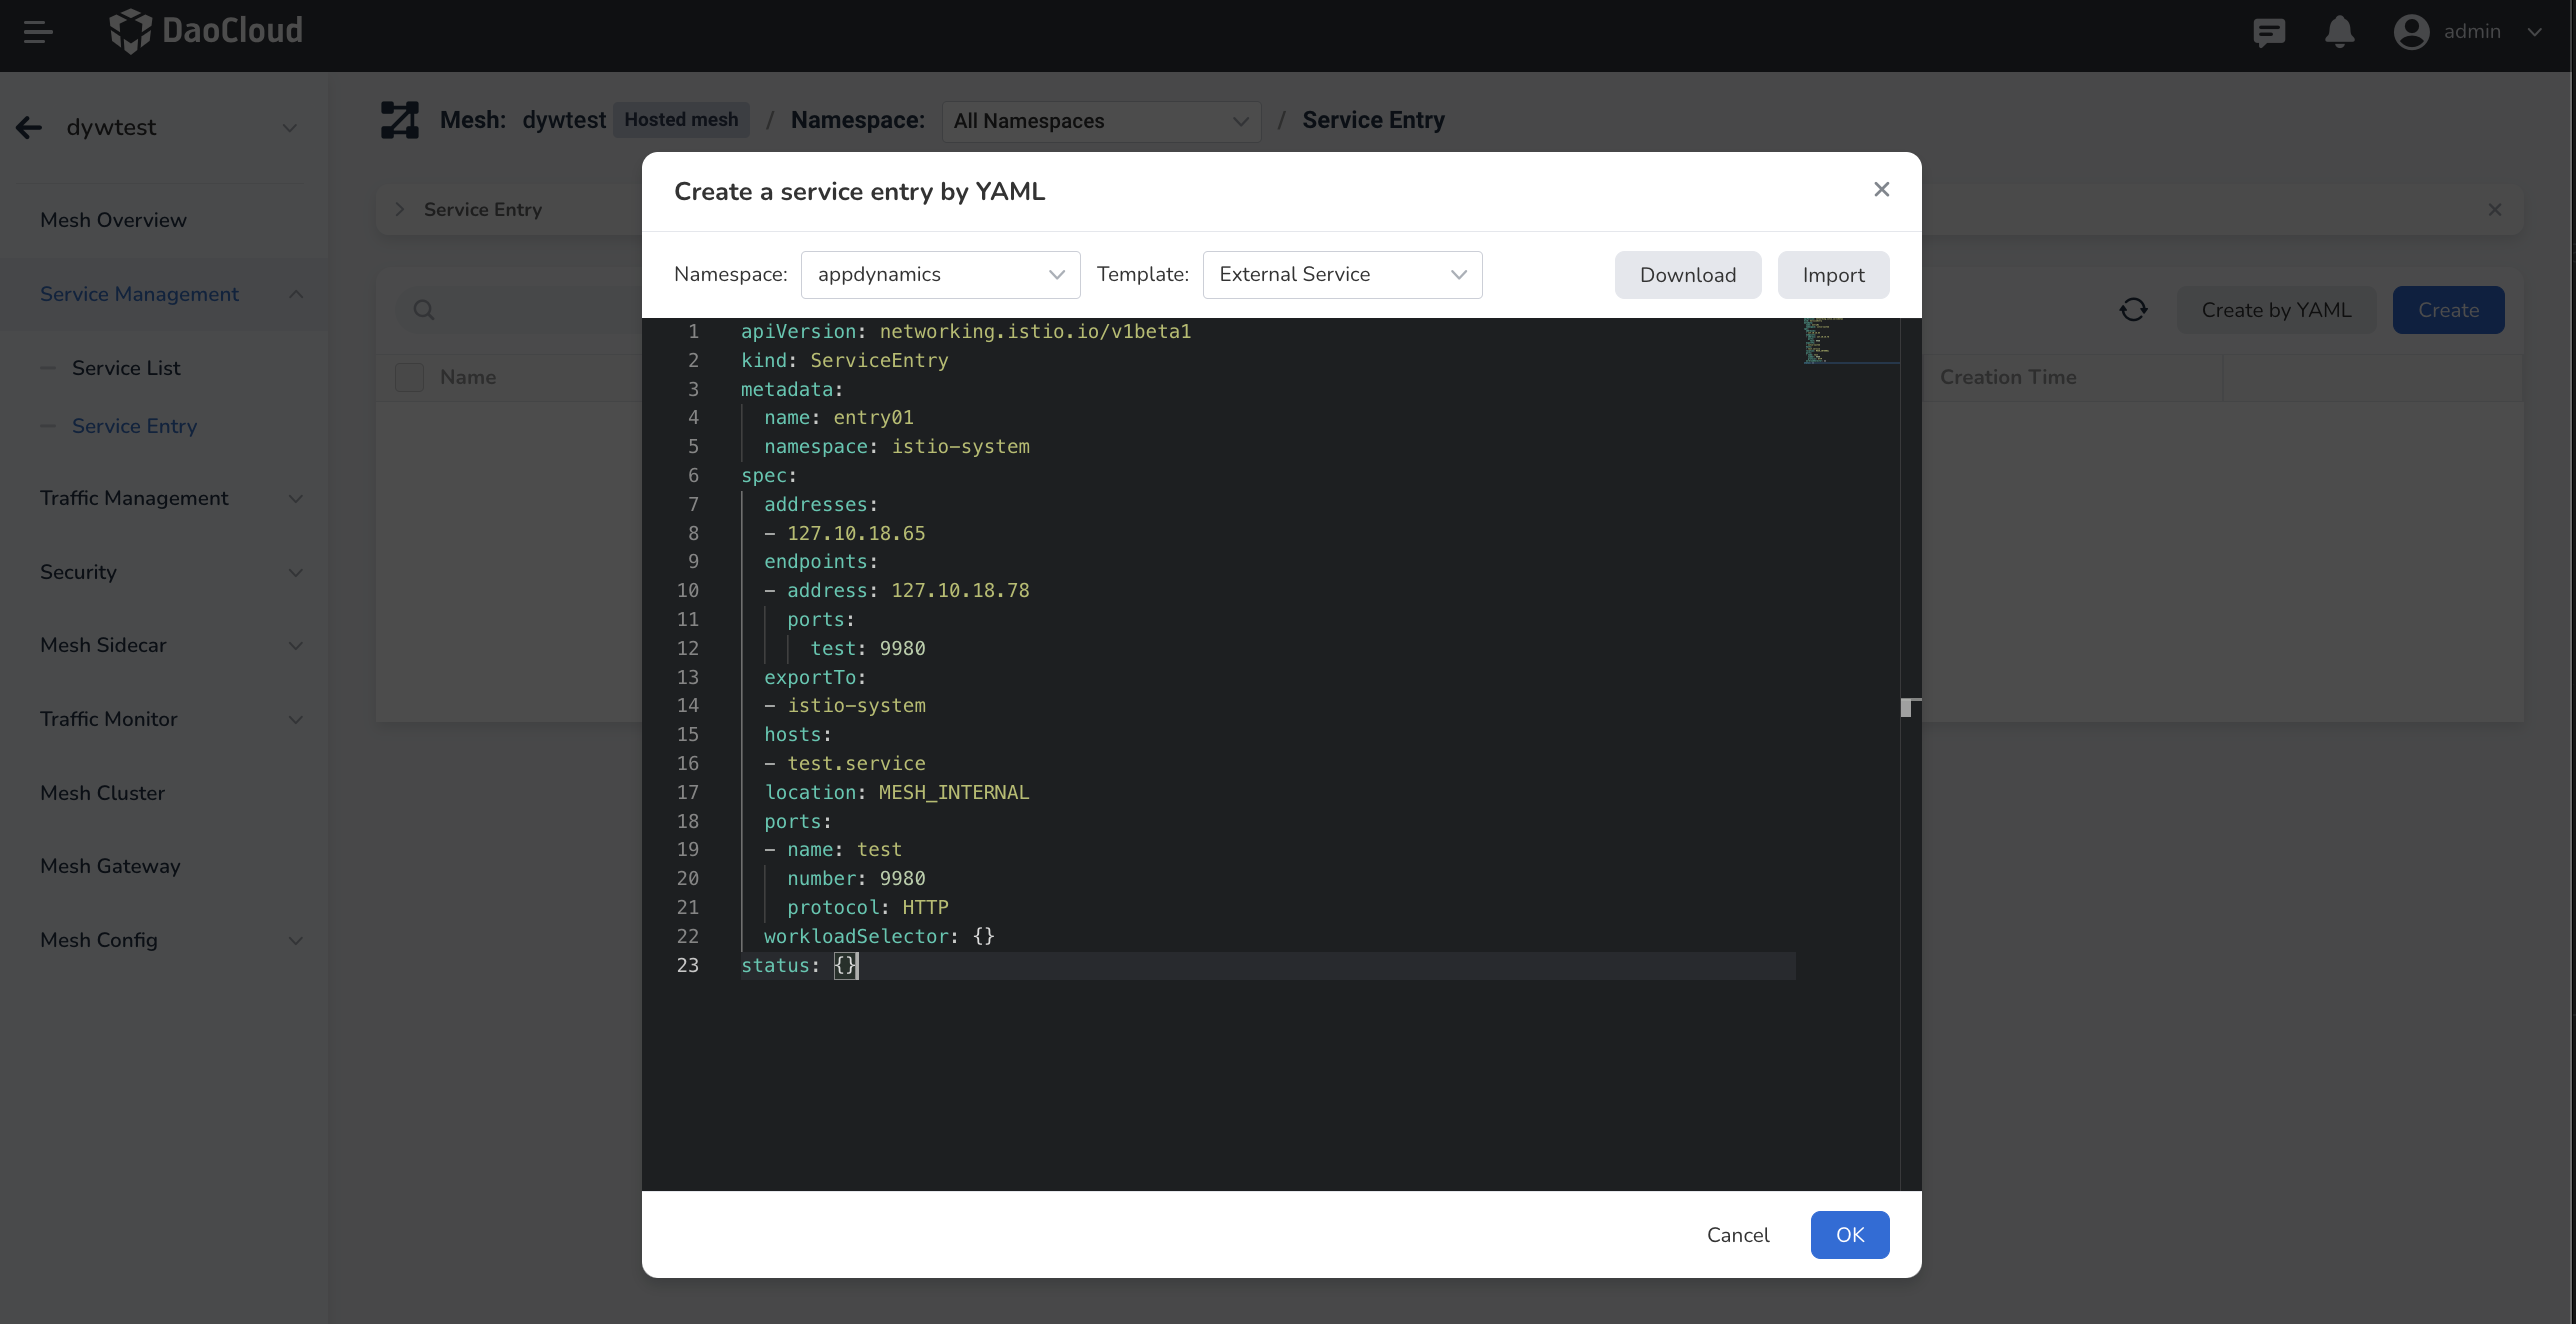 DaoCloud
admin
dywtest
Mesh: dywtest Hosted mesh / Namespace: All Namespaces / Service Entry
Mesh Overview
Service Management
Service List
Service Entry
Traffic Management
Security
Mesh Sidecar
Traffic Monitor
Mesh Cluster
Mesh Gateway
Mesh Config
Service Entry
Create by YAML
Create
Name
Creation Time
Create a service entry by YAML
Namespace: appdynamics Template: External Service Download Import
1 apiVersion: networking.istio.io/v1beta1
2 kind: ServiceEntry
3 metadata:
4 name: entry01
5 namespace: istio-system
6 spec:
7 addresses:
8 - 127.10.18.65
9 endpoints:
10 - address: 127.10.18.78
11 ports:
12 test: 9980
13 exportTo:
14 - istio-system
15 hosts:
16 - test.service
17 location: MESH_INTERNAL
18 ports:
19 - name: test
20 number: 9980
21 protocol: HTTP
22 workloadSelector: {}
23 status: {}
Cancel OK